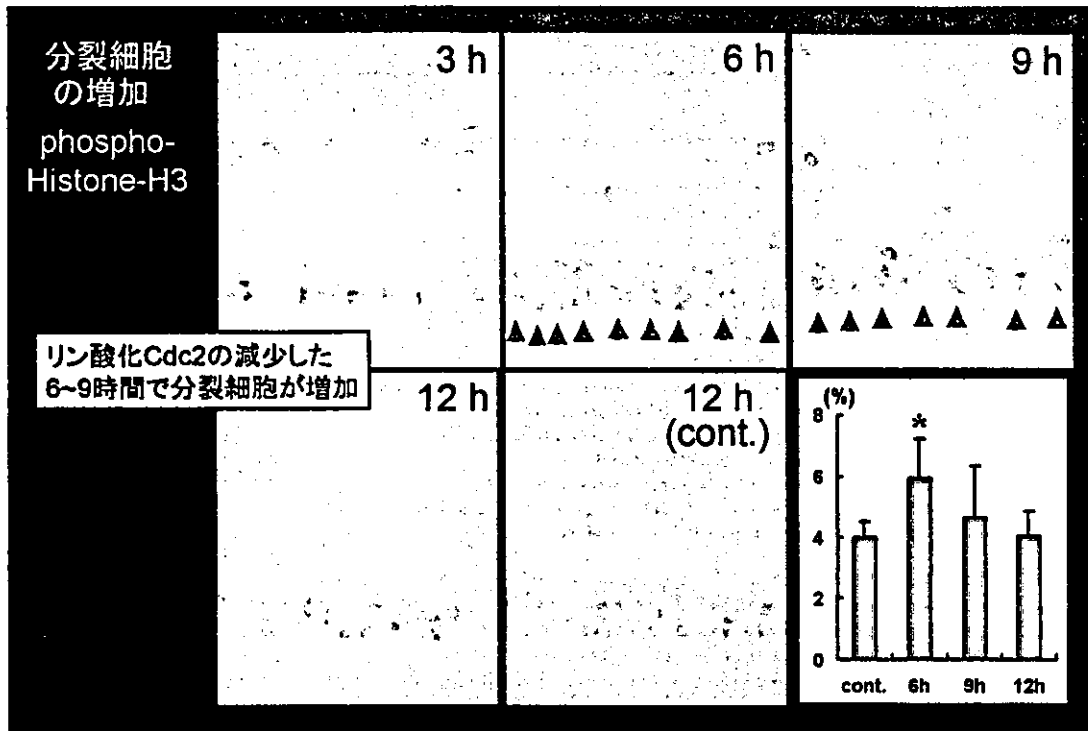 分裂細胞
の増加
phospho-
Histone-H3
3 h
6 h
9 h
リン酸化Cdc2の減少した
6~9時間で分裂細胞が増加
12 h
12 h
(cont.)
(%)
*
8
6
4
2
0
cont. 6h 9h 12h